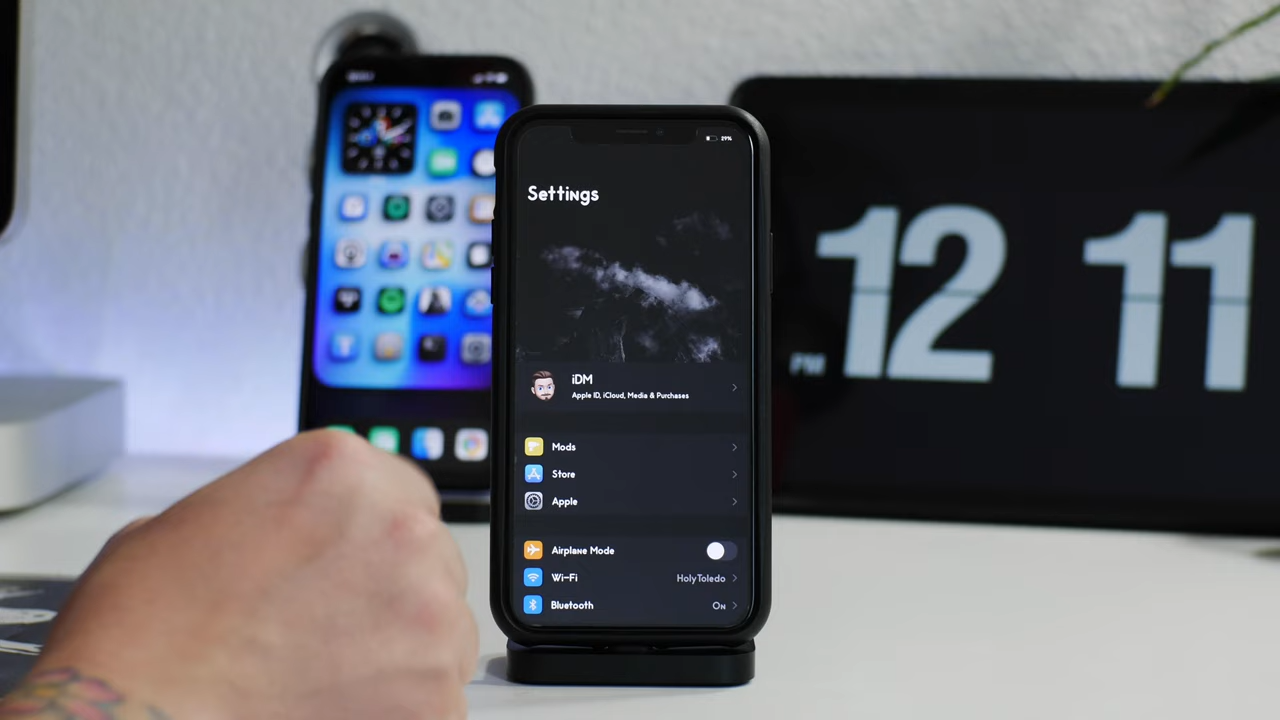 29%
Settings
iDM
Apple ID, iCloud, Media & Purchases
Mods
Store
Apple
Airplane Mode
Wi-Fi HolyToledo
Bluetooth On
PM 12 11